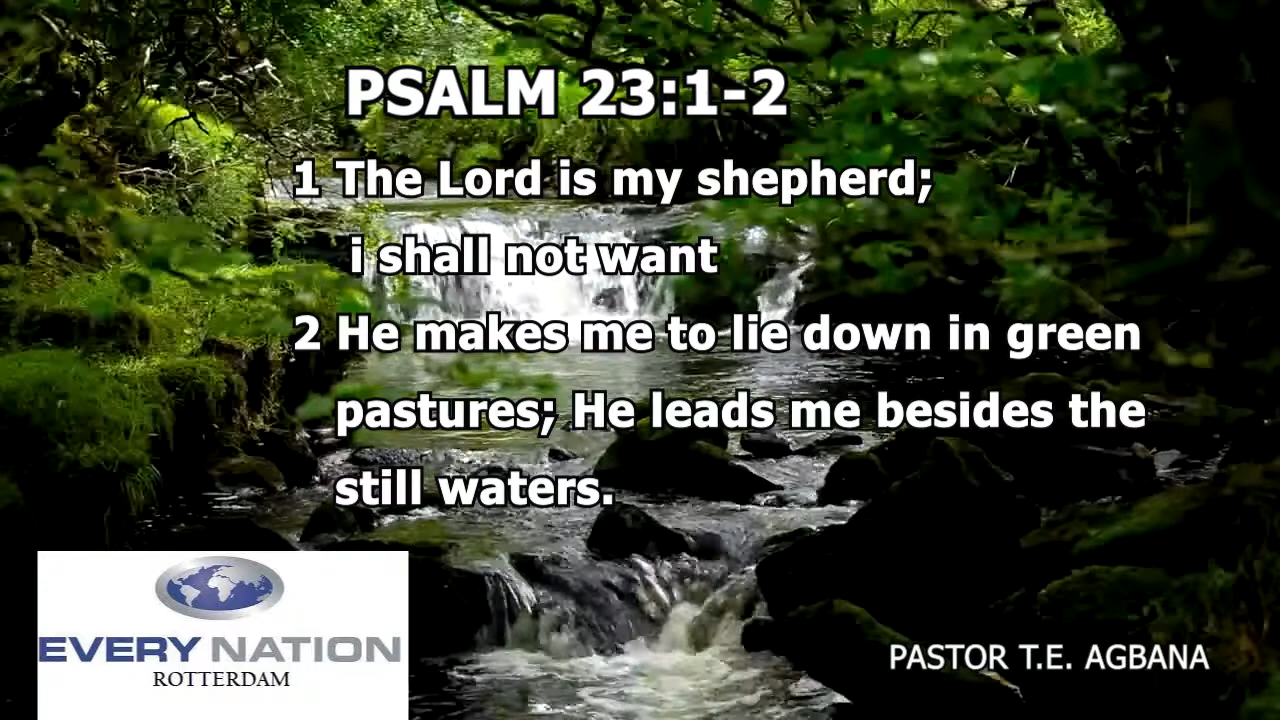 PSALM 23:1-2
1 The Lord is my shepherd;
i shall not want
2 He makes me to lie down in green
pastures; He leads me besides the
still waters.
EVERY NATION
ROTTERDAM
PASTOR T.E. AGBANA